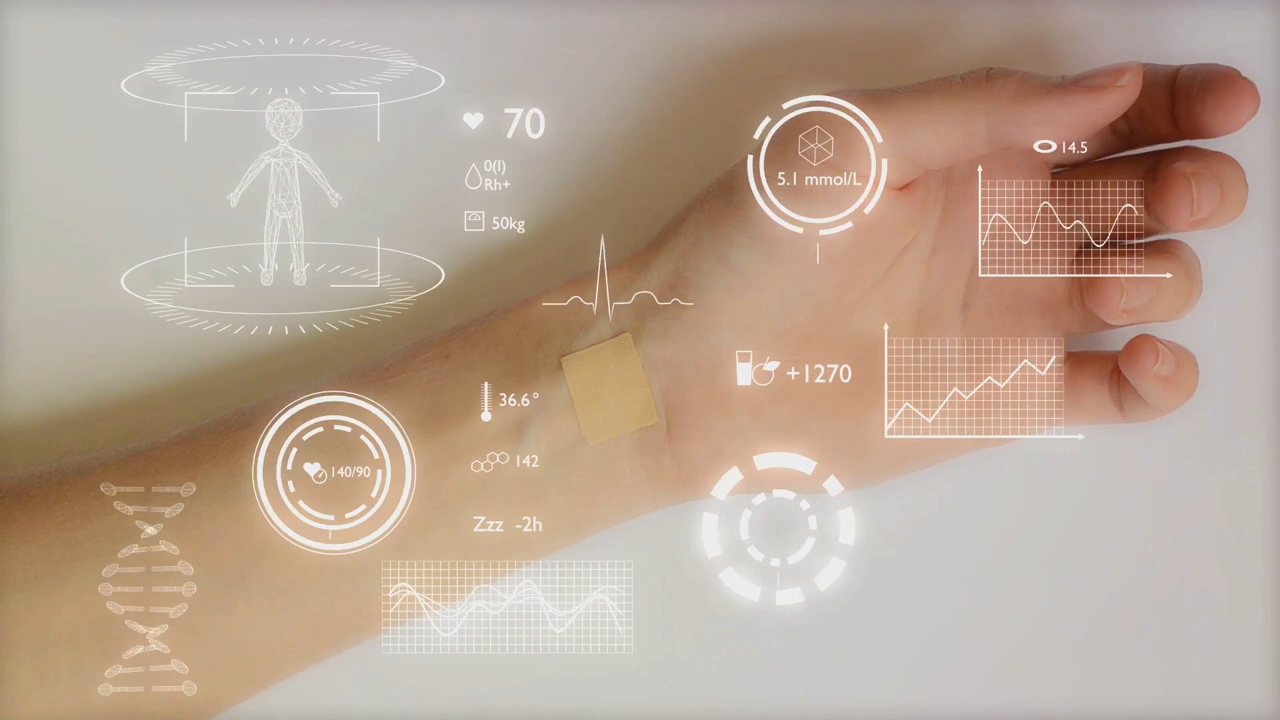 70
0(I)
Rh+
50kg
5.1 mmol/L
14.5
36.6°
+1270
140/90
142
Zzz -2h